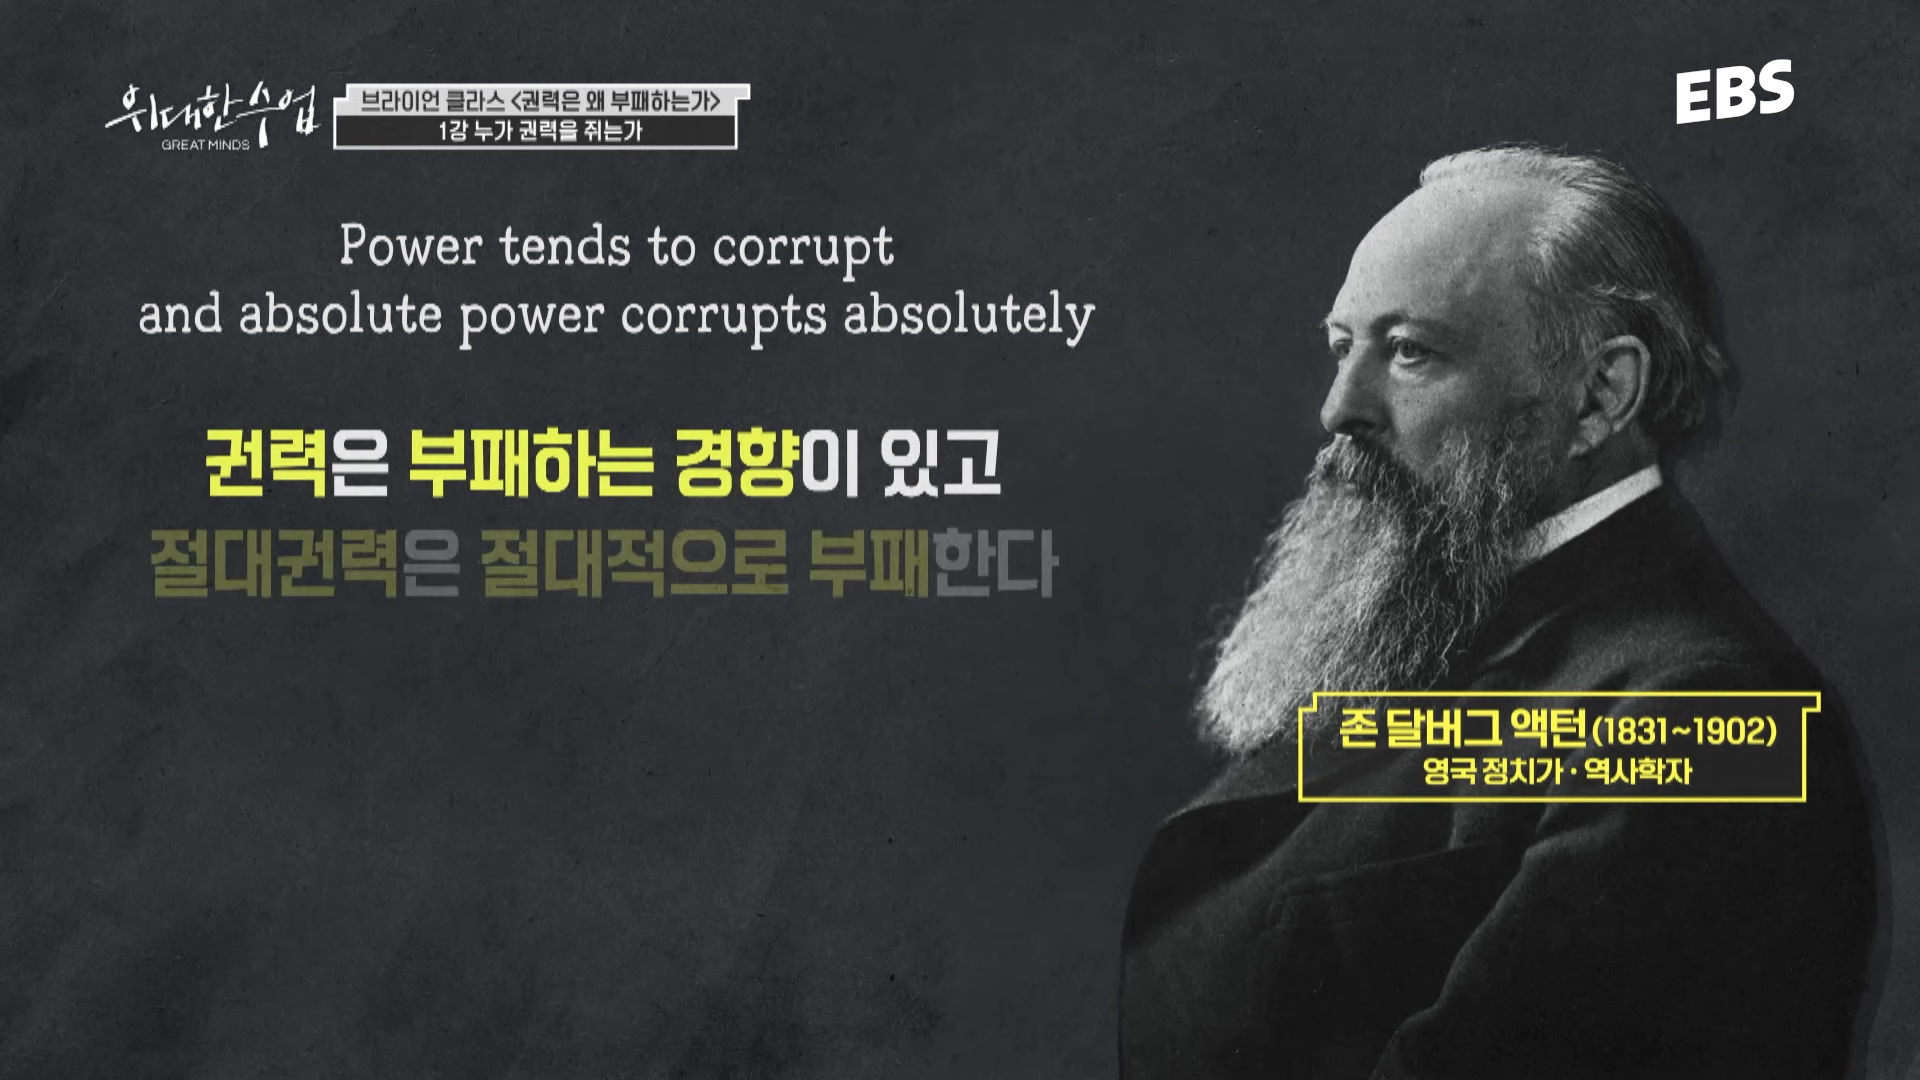 위대한 수업
GREAT MINDS
브라이언 클라스 <권력은 왜 부패하는가>
1강 누가 권력을 쥐는가
EBS
Power tends to corrupt
and absolute power corrupts absolutely
권력은 부패하는 경향이 있고
절대권력은 절대적으로 부패한다
존 달버그 액턴(1831~1902)
영국 정치가·역사학자